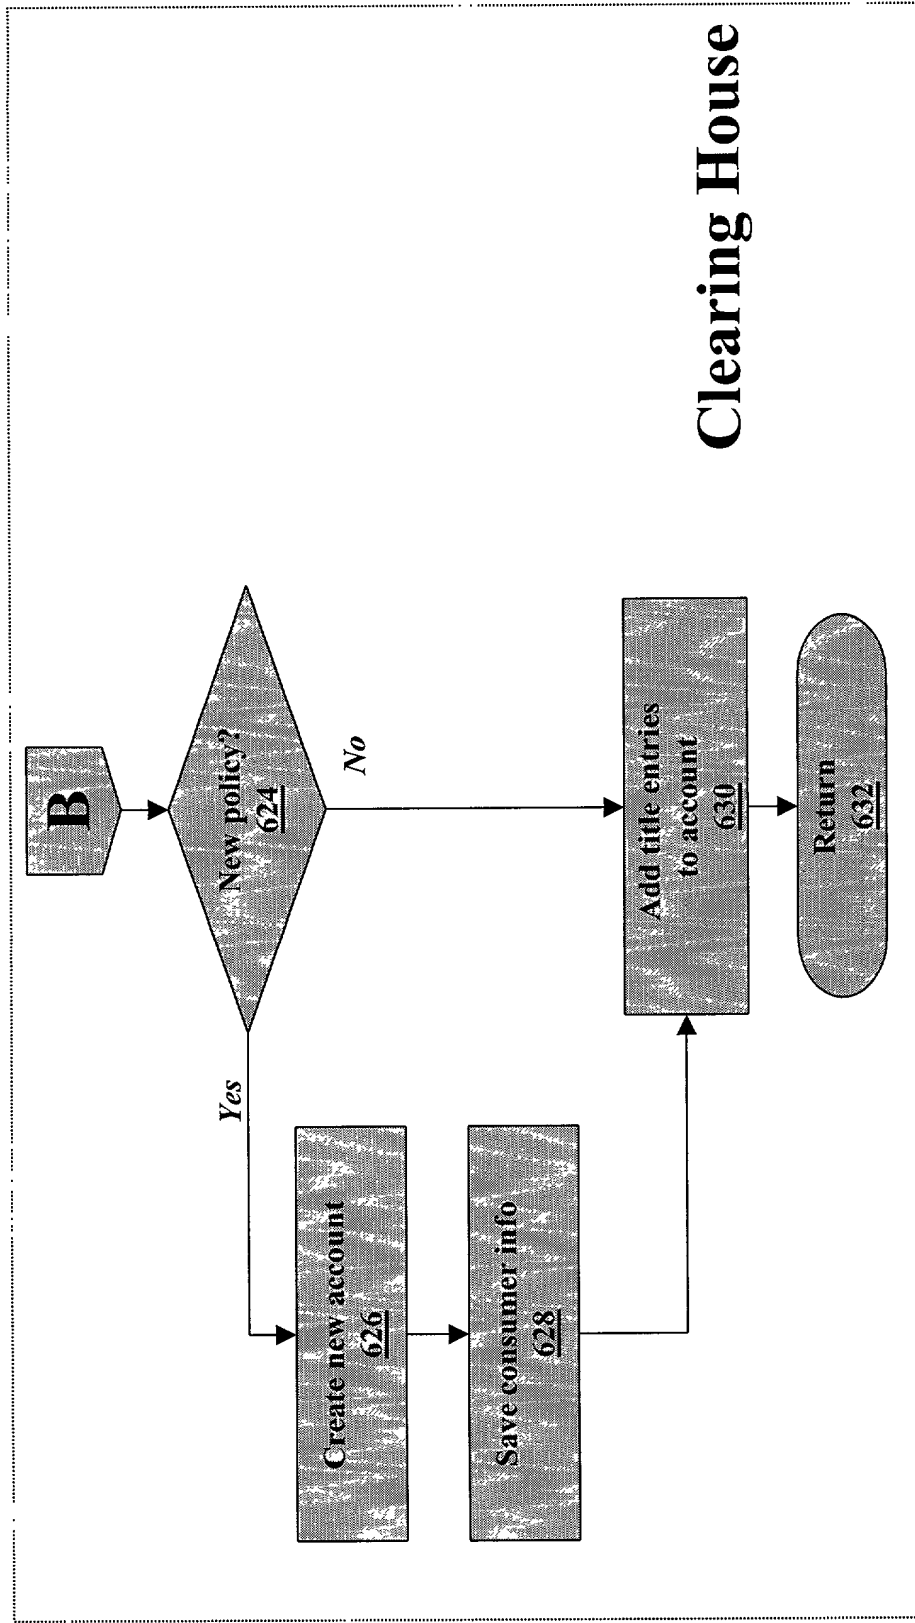 B
New policy?
624
Yes
No
Create new account
626
Save consumer info
628
Add title entries
to account
630
Return
632
Clearing House